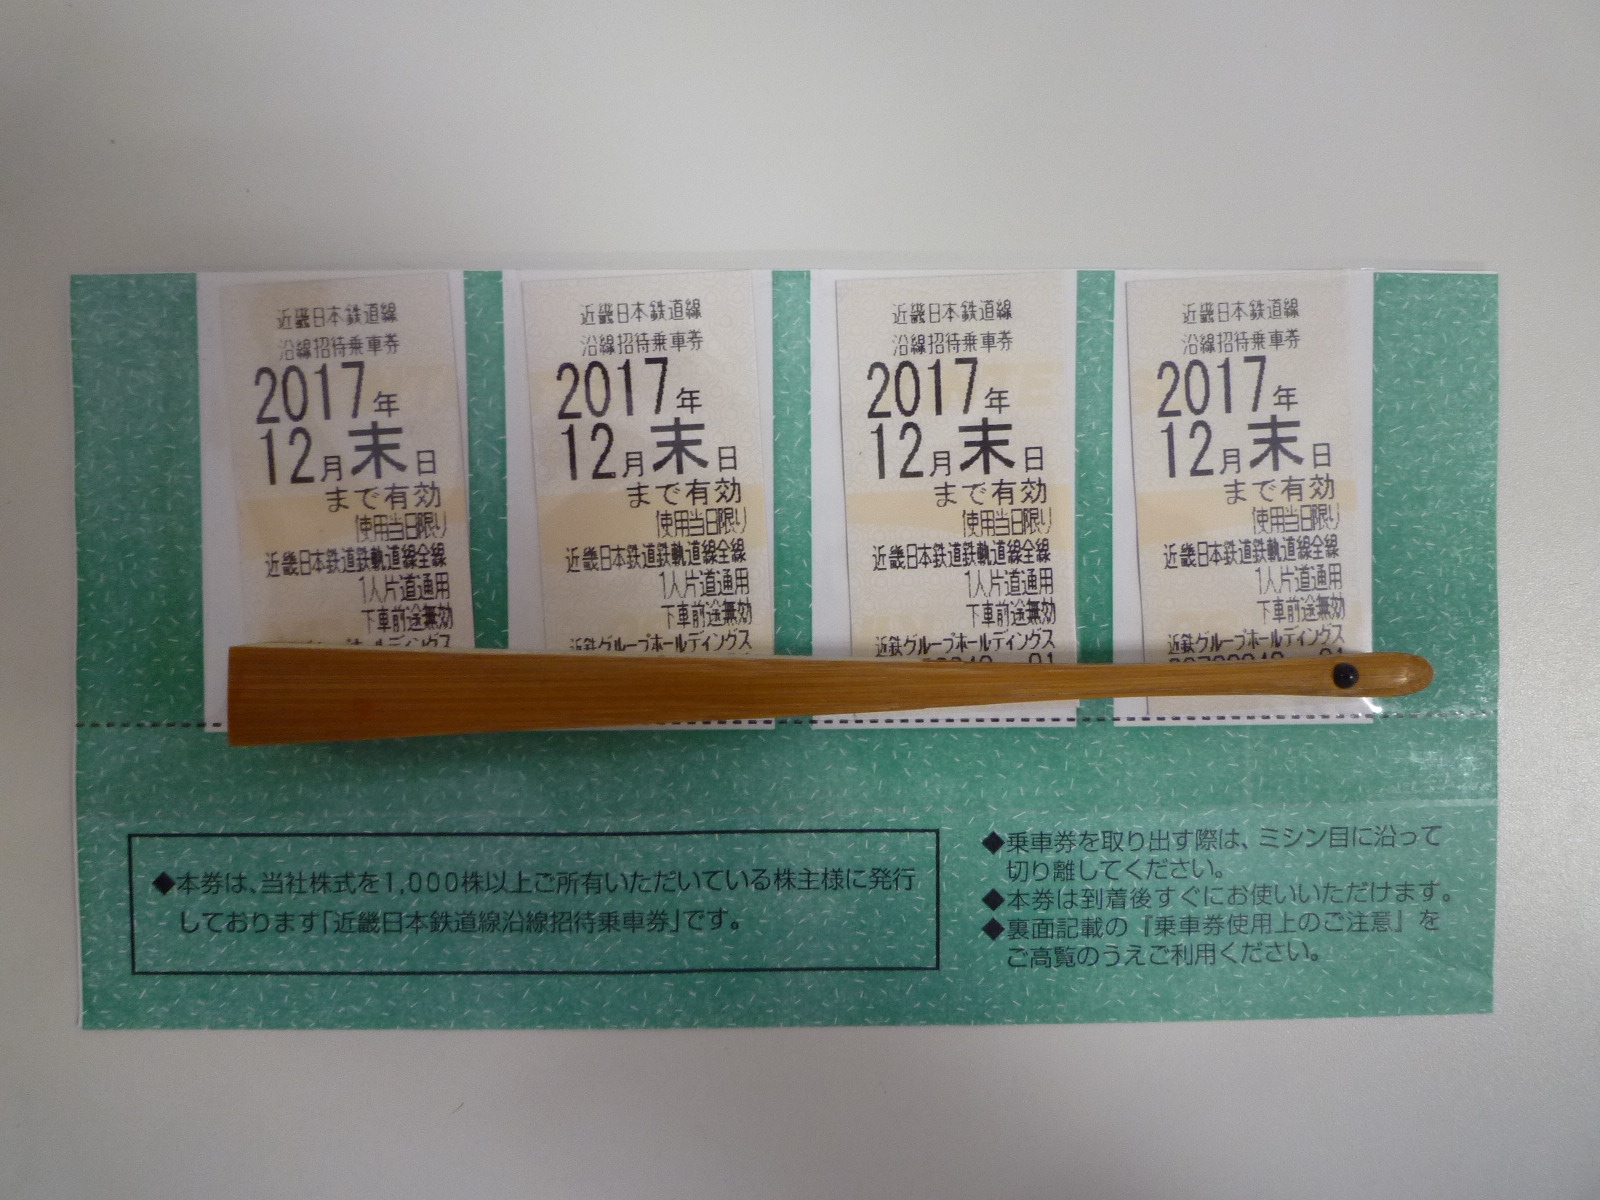 近畿日本鉄道線
沿線招待乗車券
2017年
12月末日
まで有効
使用当日限り
近畿日本鉄道鉄軌道線全線
1人片道通用
下車前途無効
近畿日本鉄道線
沿線招待乗車券
2017年
12月末日
まで有効
使用当日限り
近畿日本鉄道鉄軌道線全線
1人片道通用
下車前途無効
近鉄グループホールディングス
近畿日本鉄道線
沿線招待乗車券
2017年
12月末日
まで有効
使用当日限り
近畿日本鉄道鉄軌道線全線
1人片道通用
下車前途無効
近鉄グループホールディングス
近畿日本鉄道線
沿線招待乗車券
2017年
12月末日
まで有効
使用当日限り
近畿日本鉄道鉄軌道線全線
1人片道通用
下車前途無効
近鉄グループホールディングス
◆本券は、当社株式を1,000株以上ご所有いただいている株主様に発行
しております「近畿日本鉄道線沿線招待乗車券」です。
◆乗車券を取り出す際は、ミシン目に沿って
切り離してください。
◆本券は到着後すぐにお使いいただけます。
◆裏面記載の『乗車券使用上のご注意』を
ご高覧のうえご利用ください。